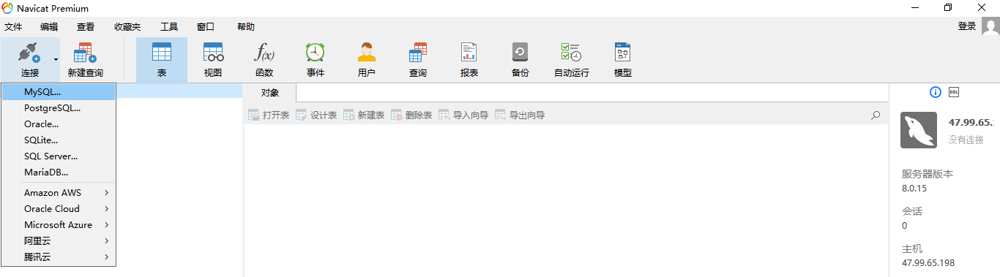 Navicat Premium
文件 编辑 查看 收藏夹 工具 窗口 帮助 登录
连接 新建查询 表 视图 函数 事件 用户 查询 报表 备份 自动运行 模型
f(x)
MySQL...
PostgreSQL...
Oracle...
SQLite...
SQL Server...
MariaDB...
Amazon AWS
Oracle Cloud
Microsoft Azure
阿里云
腾讯云
对象
打开表 设计表 新建表 删除表 导入向导 导出向导
DDL
47.99.65.
没有连接
服务器版本
8.0.15
会话
0
主机
47.99.65.198